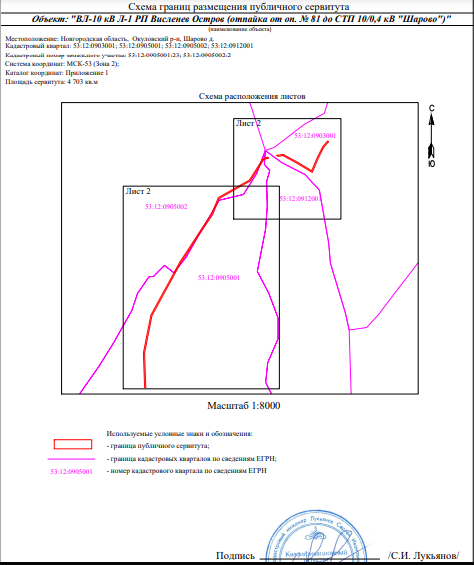 Схема границ размещения публичного сервитута
Объект: "ВЛ-10 кВ Л-1 РП Висленев Остров (отпайка от оп. № 81 до СТП 10/0,4 кВ "Шарово")"
(наименование объекта)
Местоположение: Новгородская область, Окуловский р-н, Шарово д.
Кадастровый квартал: 53:12:0903001; 53:12:0905001; 53:12:0905002; 53:12:0912001
Кадастровый номер земельного участка: 53:12:0905001:23; 53:12:0905002:2
Система координат: МСК-53 (Зона 2);
Каталог координат: Приложение 1
Площадь сервитута: 4 703 кв.м
Схема расположения листов
С
Ю
Лист 2
53:12:0903001
53:12:0912001
Лист 2
53:12:0905002
53:12:0905001
Масштаб 1:8000
Используемые условные знаки и обозначения:
- граница публичного сервитута;
- граница кадастровых кварталов по сведениям ЕГРН;
53:12:0905001 - номер кадастрового квартала по сведениям ЕГРН
Подпись /С.И. Лукьянов/